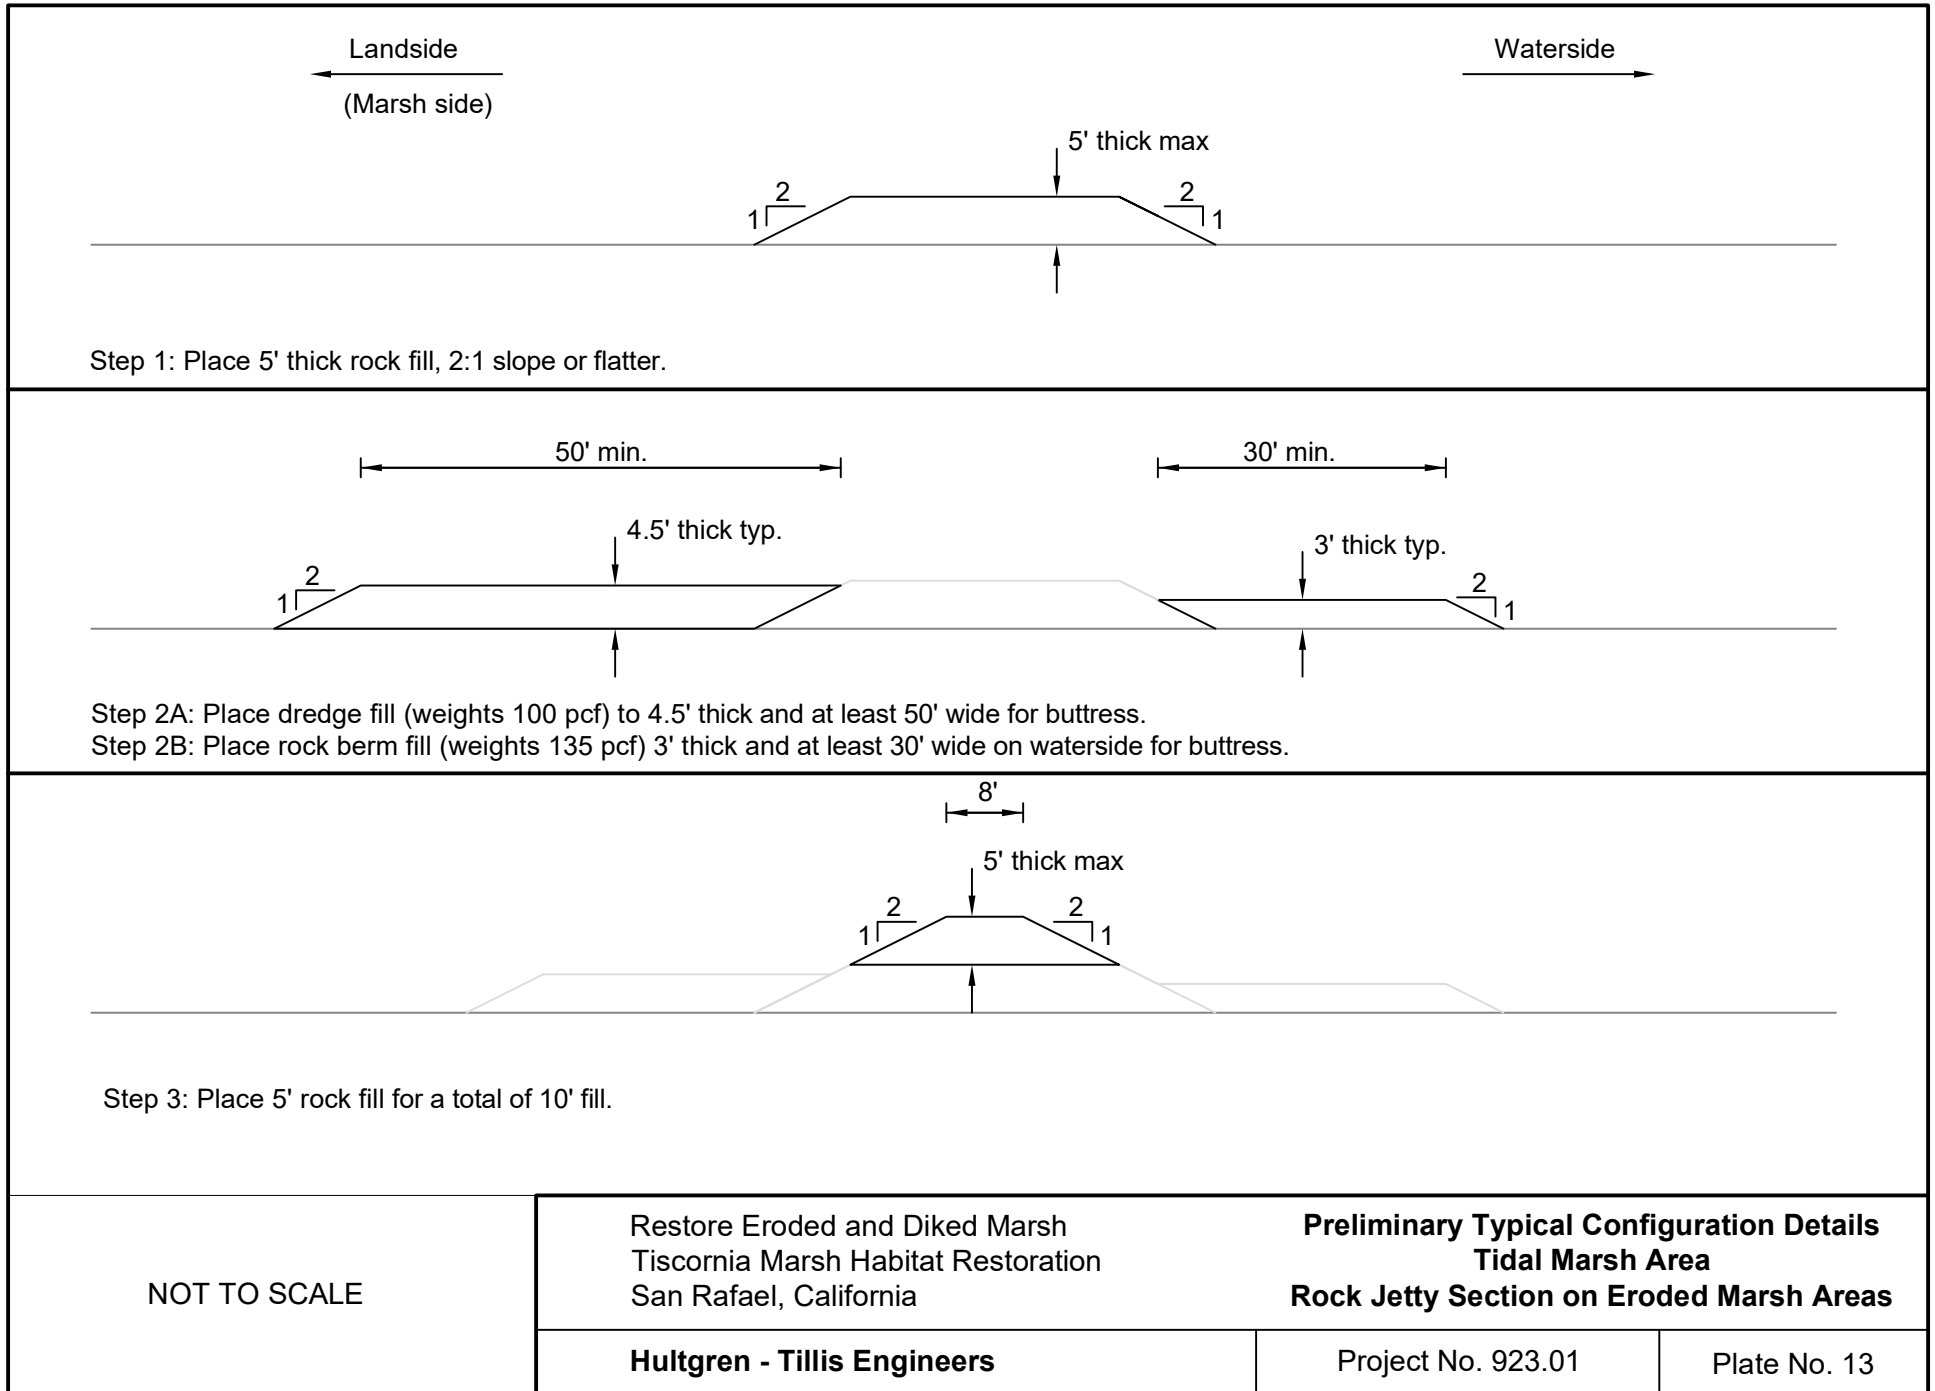 Landside
(Marsh side)
Waterside
5' thick max
2
1
2
1
Step 1: Place 5' thick rock fill, 2:1 slope or flatter.
50' min.
30' min.
4.5' thick typ.
3' thick typ.
2
1
2
1
Step 2A: Place dredge fill (weights 100 pcf) to 4.5' thick and at least 50' wide for buttress.
Step 2B: Place rock berm fill (weights 135 pcf) 3' thick and at least 30' wide on waterside for buttress.
8'
5' thick max
2
1
2
1
Step 3: Place 5' rock fill for a total of 10' fill.
NOT TO SCALE
Restore Eroded and Diked Marsh
Tiscornia Marsh Habitat Restoration
San Rafael, California
Preliminary Typical Configuration Details
Tidal Marsh Area
Rock Jetty Section on Eroded Marsh Areas
Hultgren - Tillis Engineers
Project No. 923.01
Plate No. 13